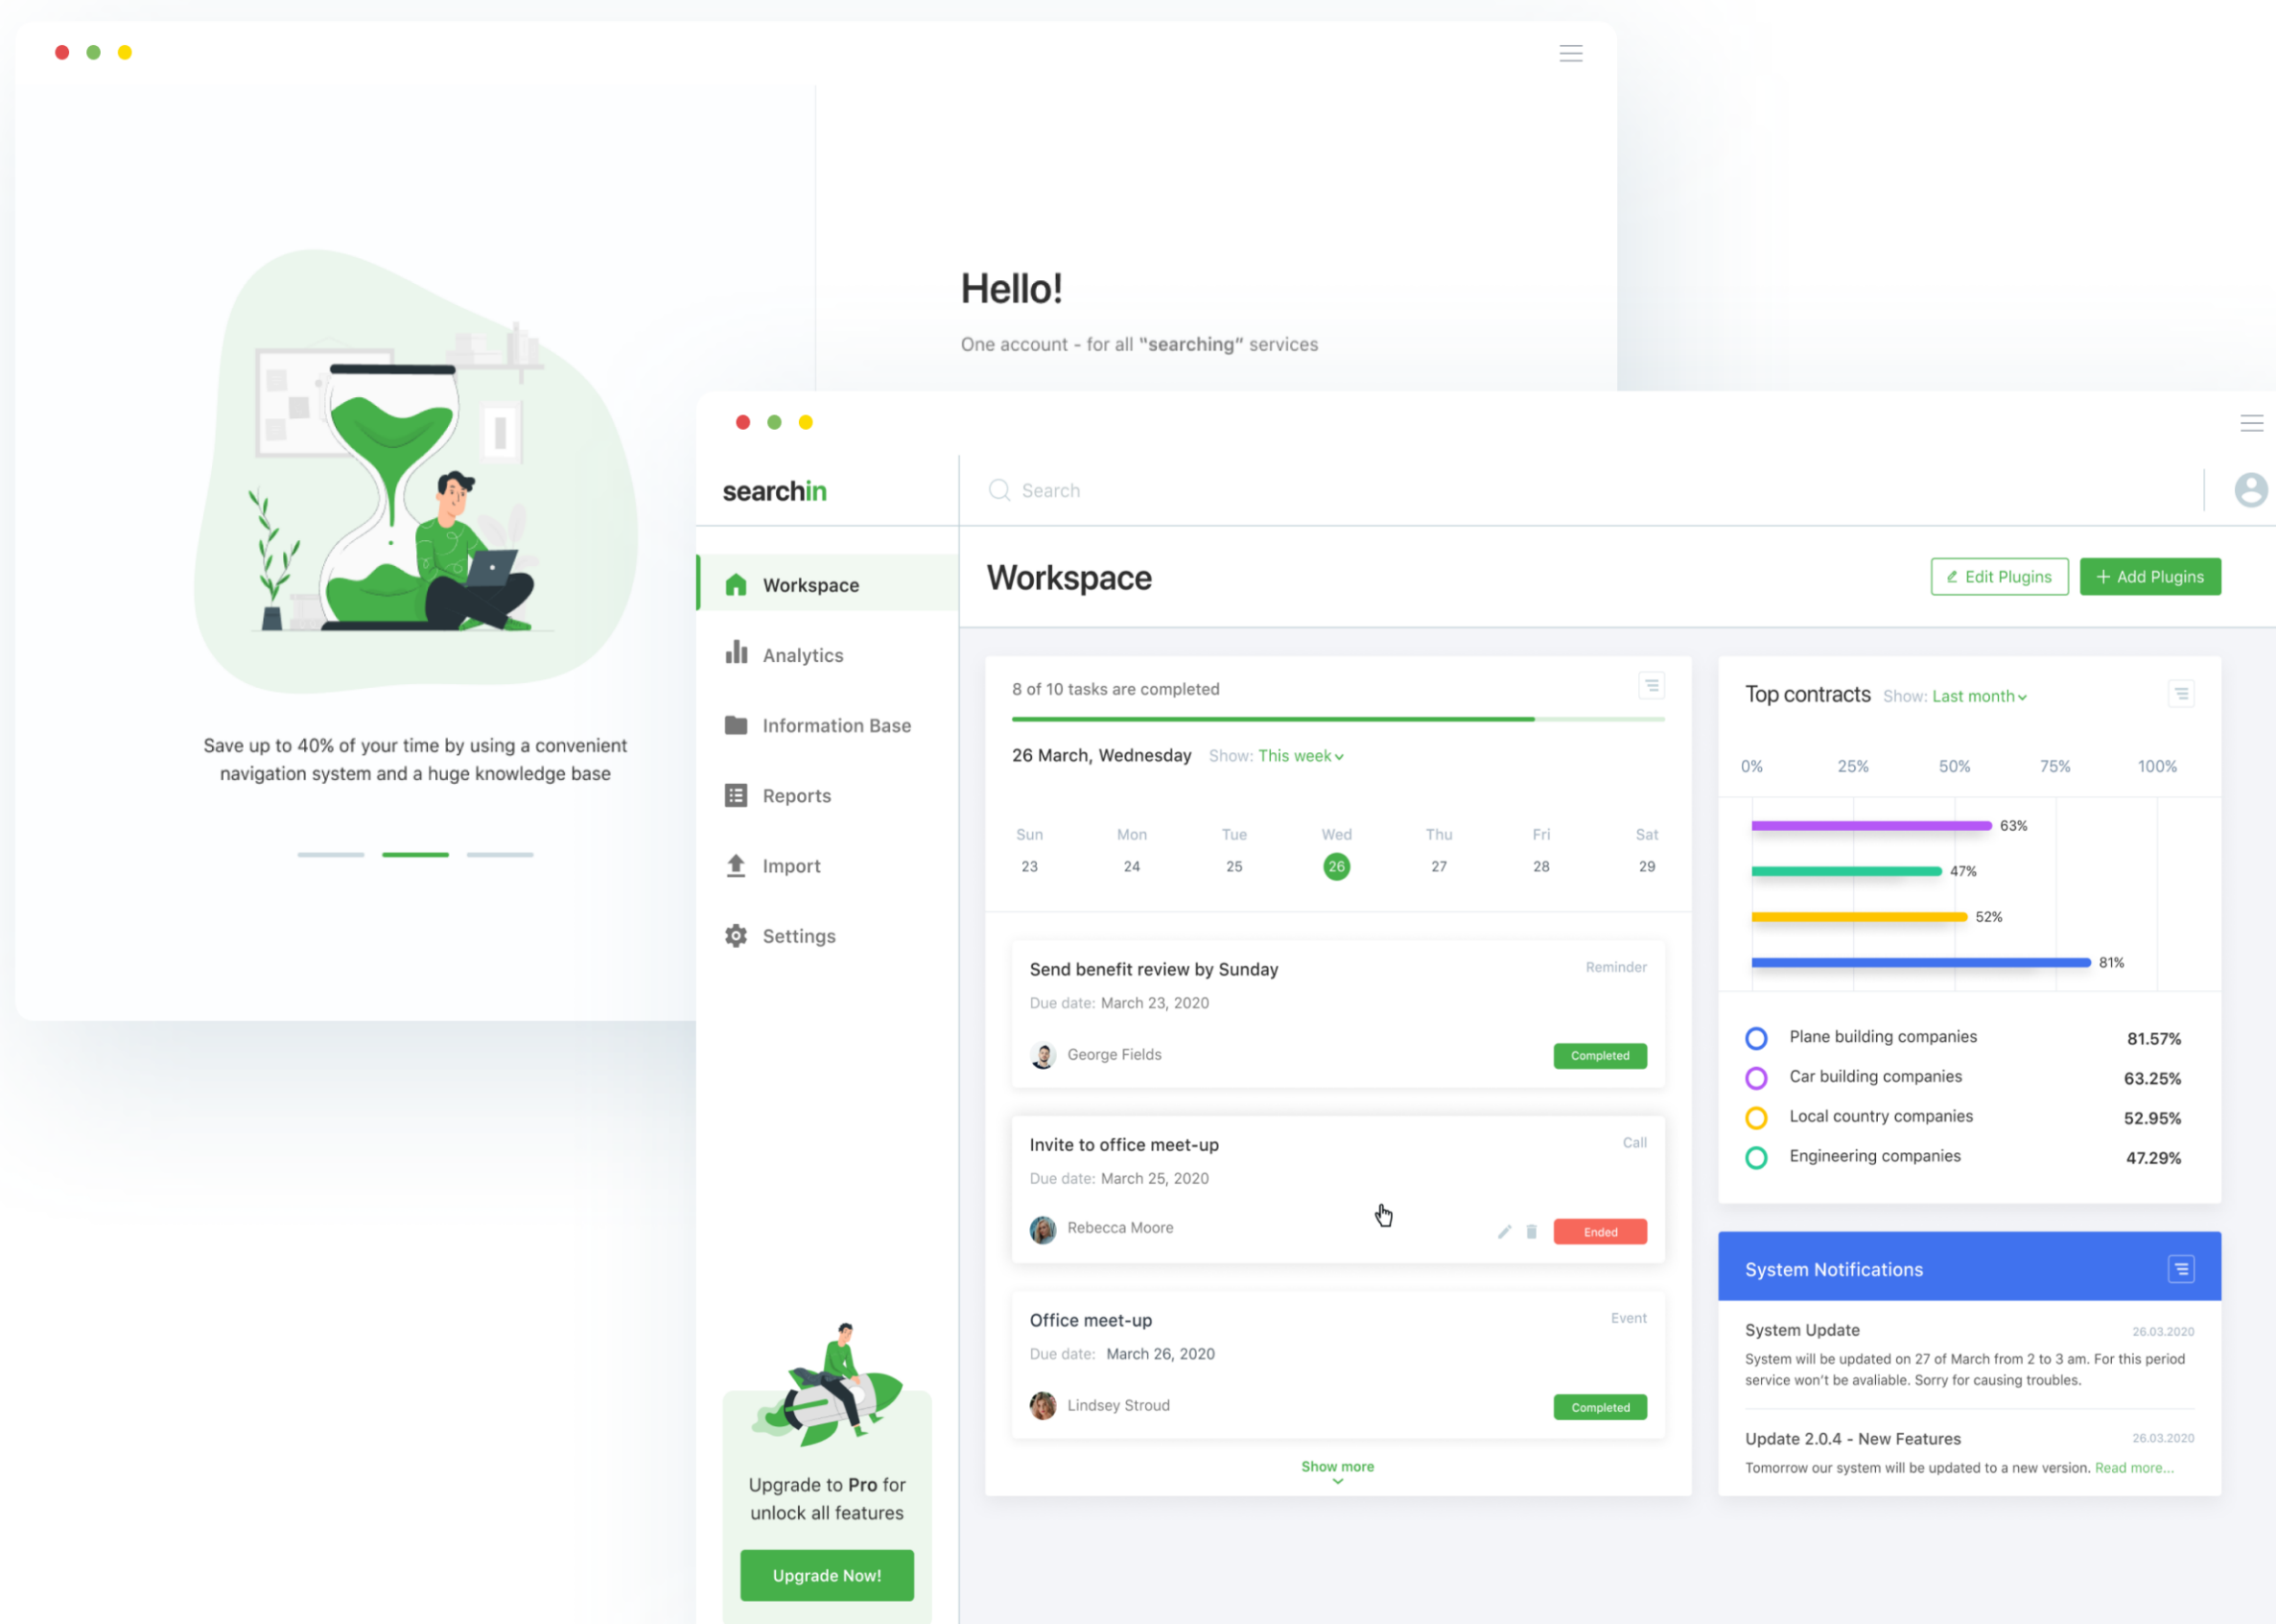 Hello!
One account - for all “searching” services
Save up to 40% of your time by using a convenient
navigation system and a huge knowledge base
searchin
Search
Workspace
Analytics
Information Base
Reports
Import
Settings
Upgrade to Pro for
unlock all features
Upgrade Now!
Workspace
Edit Plugins
Add Plugins
8 of 10 tasks are completed
26 March, Wednesday Show: This week
Sun Mon Tue Wed Thu Fri Sat
23 24 25 26 27 28 29
Send benefit review by Sunday Reminder
Due date: March 23, 2020
George Fields Completed
Invite to office meet-up Call
Due date: March 25, 2020
Rebecca Moore Ended
Office meet-up Event
Due date: March 26, 2020
Lindsey Stroud Completed
Show more
Top contracts Show: Last month
0% 25% 50% 75% 100%
63%
47%
52%
81%
Plane building companies 81.57%
Car building companies 63.25%
Local country companies 52.95%
Engineering companies 47.29%
System Notifications
System Update 26.03.2020
System will be updated on 27 of March from 2 to 3 am. For this period
service won’t be avaliable. Sorry for causing troubles.
Update 2.0.4 - New Features 26.03.2020
Tomorrow our system will be updated to a new version. Read more...